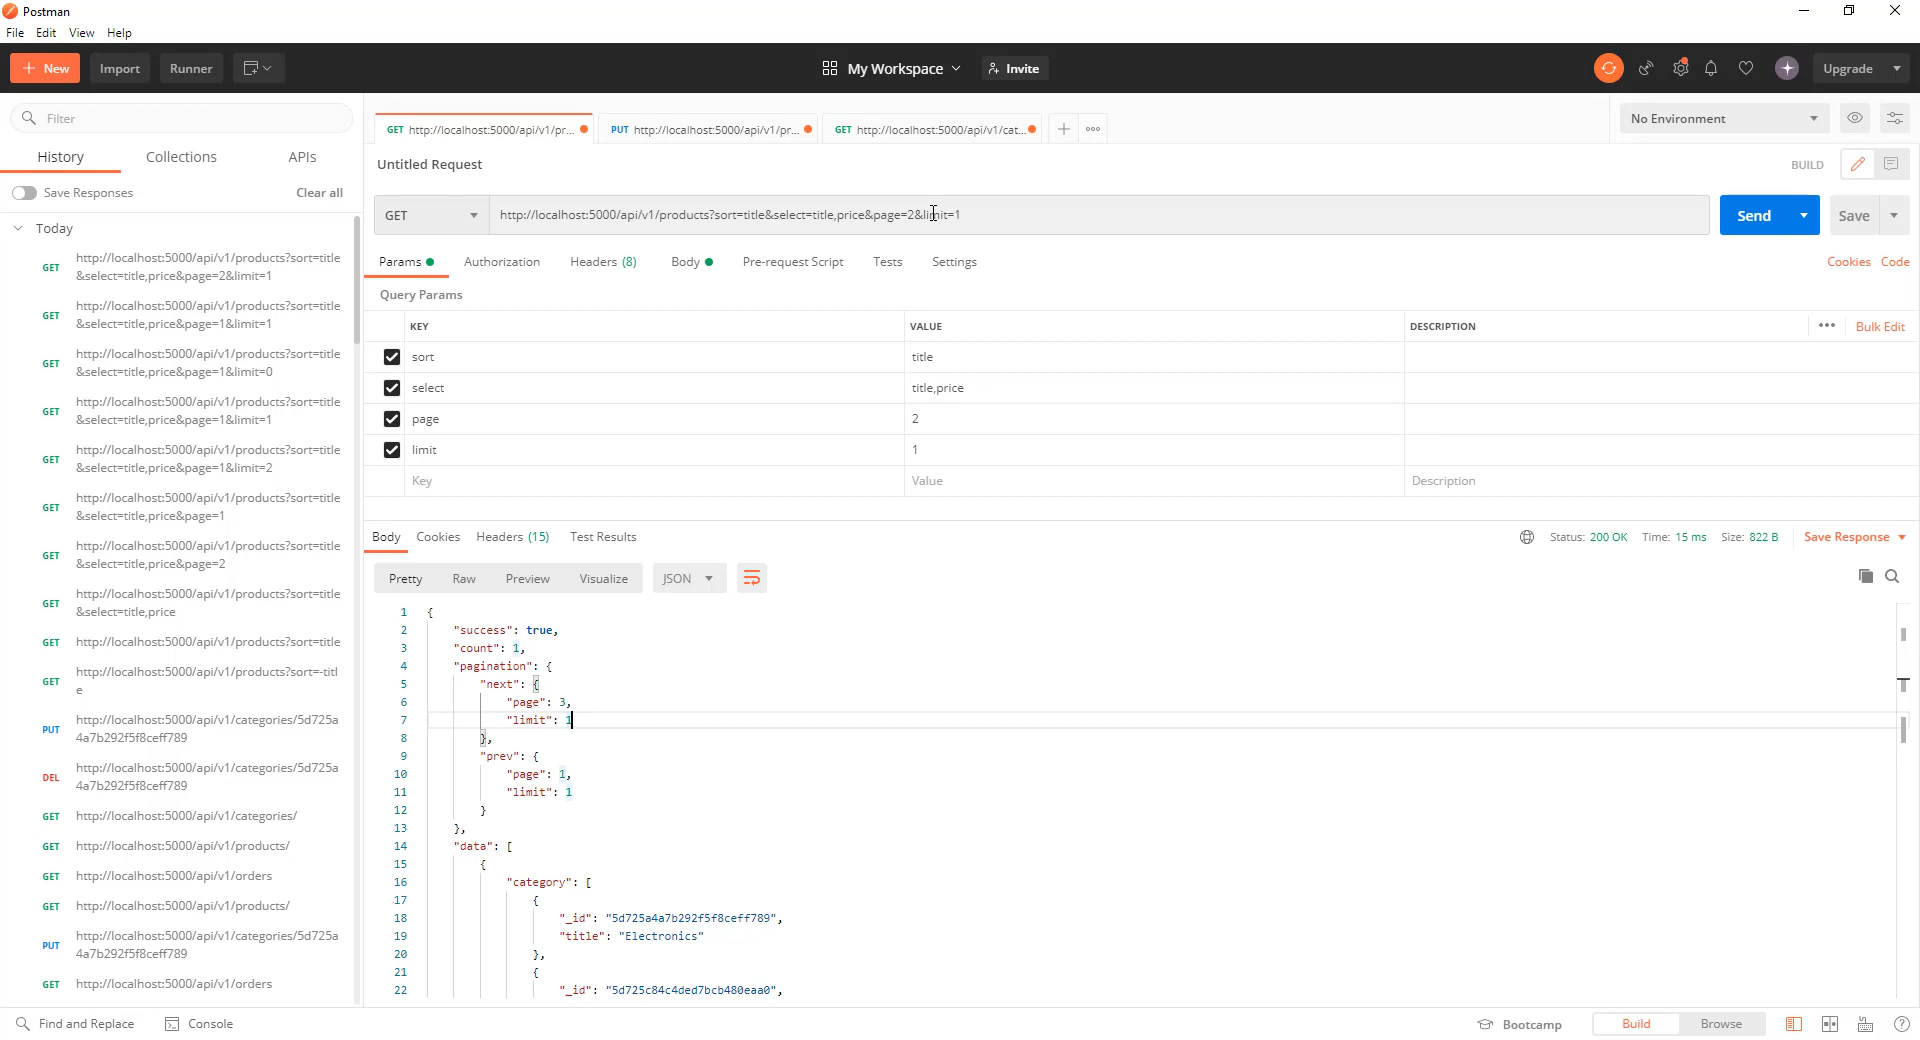 Postman
File Edit View Help
New Import Runner My Workspace Invite Upgrade
Filter
History Collections APIs
Save Responses Clear all
Today
GET http://localhost:5000/api/v1/products?sort=title
&select=title,price&page=2&limit=1
GET http://localhost:5000/api/v1/products?sort=title
&select=title,price&page=1&limit=1
GET http://localhost:5000/api/v1/products?sort=title
&select=title,price&page=1&limit=0
GET http://localhost:5000/api/v1/products?sort=title
&select=title,price&page=1&limit=1
GET http://localhost:5000/api/v1/products?sort=title
&select=title,price&page=1&limit=2
GET http://localhost:5000/api/v1/products?sort=title
&select=title,price&page=1
GET http://localhost:5000/api/v1/products?sort=title
&select=title,price&page=2
GET http://localhost:5000/api/v1/products?sort=title
&select=title,price
GET http://localhost:5000/api/v1/products?sort=title
GET http://localhost:5000/api/v1/products?sort=-titl
e
PUT http://localhost:5000/api/v1/categories/5d725a
4a7b292f5f8ceff789
DEL http://localhost:5000/api/v1/categories/5d725a
4a7b292f5f8ceff789
GET http://localhost:5000/api/v1/categories/
GET http://localhost:5000/api/v1/products/
GET http://localhost:5000/api/v1/orders
GET http://localhost:5000/api/v1/products/
PUT http://localhost:5000/api/v1/categories/5d725a
4a7b292f5f8ceff789
GET http://localhost:5000/api/v1/orders
GET http://localhost:5000/api/v1/pr... PUT http://localhost:5000/api/v1/pr... GET http://localhost:5000/api/v1/cat...
No Environment
Untitled Request BUILD
GET http://localhost:5000/api/v1/products?sort=title&select=title,price&page=2&limit=1 Send Save
Params Authorization Headers (8) Body Pre-request Script Tests Settings Cookies Code
Query Params
KEY VALUE DESCRIPTION Bulk Edit
sort title
select title,price
page 2
limit 1
Key Value Description
Body Cookies Headers (15) Test Results Status: 200 OK Time: 15 ms Size: 822 B Save Response
Pretty Raw Preview Visualize JSON
1 {
2 "success": true,
3 "count": 1,
4 "pagination": {
5 "next": {
6 "page": 3,
7 "limit": 1
8 },
9 "prev": {
10 "page": 1,
11 "limit": 1
12 }
13 },
14 "data": [
15 {
16 "category": [
17 {
18 "_id": "5d725a4a7b292f5f8ceff789",
19 "title": "Electronics"
20 },
21 {
22 "_id": "5d725c84c4ded7bcb480eaa0",
Find and Replace Console Bootcamp Build Browse